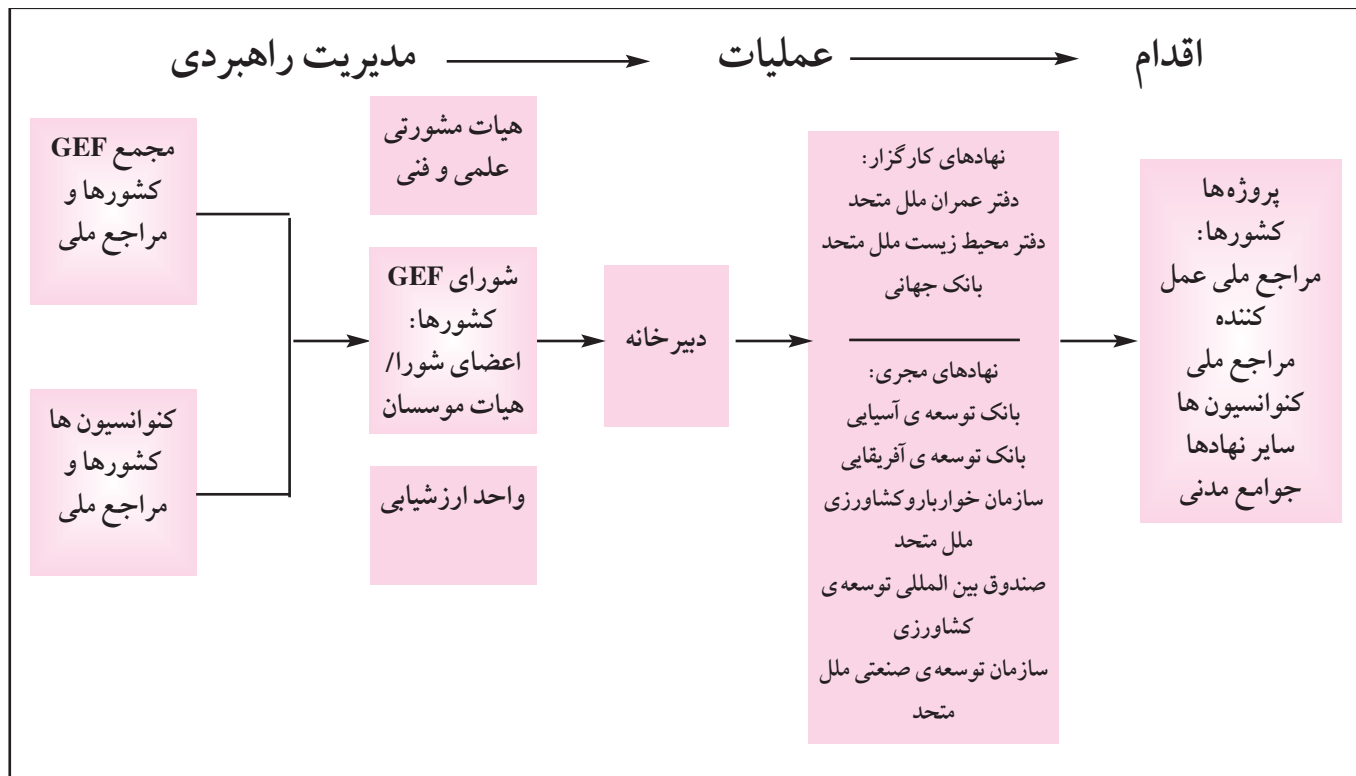 مدیریت راهبردی
عملیات
اقدام
مجمع GEF
کشورها و
مراجع ملی
کنوانسیون ها
کشورها و
مراجع ملی
هیات مشورتی
علمی و فنی
شورای GEF
کشورها:
اعضای شورا/
هیات موسسان
واحد ارزشیابی
دبیرخانه
نهادهای کارگزار:
دفتر عمران ملل متحد
دفتر محیط زیست ملل متحد
بانک جهانی
نهادهای مجری:
بانک توسعه ی آسیایی
بانک توسعه ی آفریقایی
سازمان خواربارو کشاورزی
ملل متحد
صندوق بین المللی توسعه ی
کشاورزی
سازمان توسعه ی صنعتی ملل
متحد
پروژه‌ها
کشورها:
مراجع ملی عمل
کننده
مراجع ملی
کنوانسیون ها
سایر نهادها
جوامع مدنی